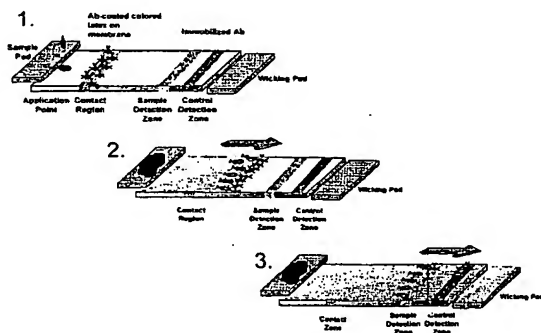 1.
Ab-coated colored
latex on
membrane
Immobilized Ab
Sample
Pad
Wicking Pad
Application
Point
Contact
Region
Sample
Detection
Zone
Control
Detection
Zone
2.
Wicking Pad
Contact
Region
Sample
Detection
Zone
Control
Detection
Zone
3.
Wicking Pad
Contact
Zone
Sample
Detection
Zone
Control
Detection
Zone